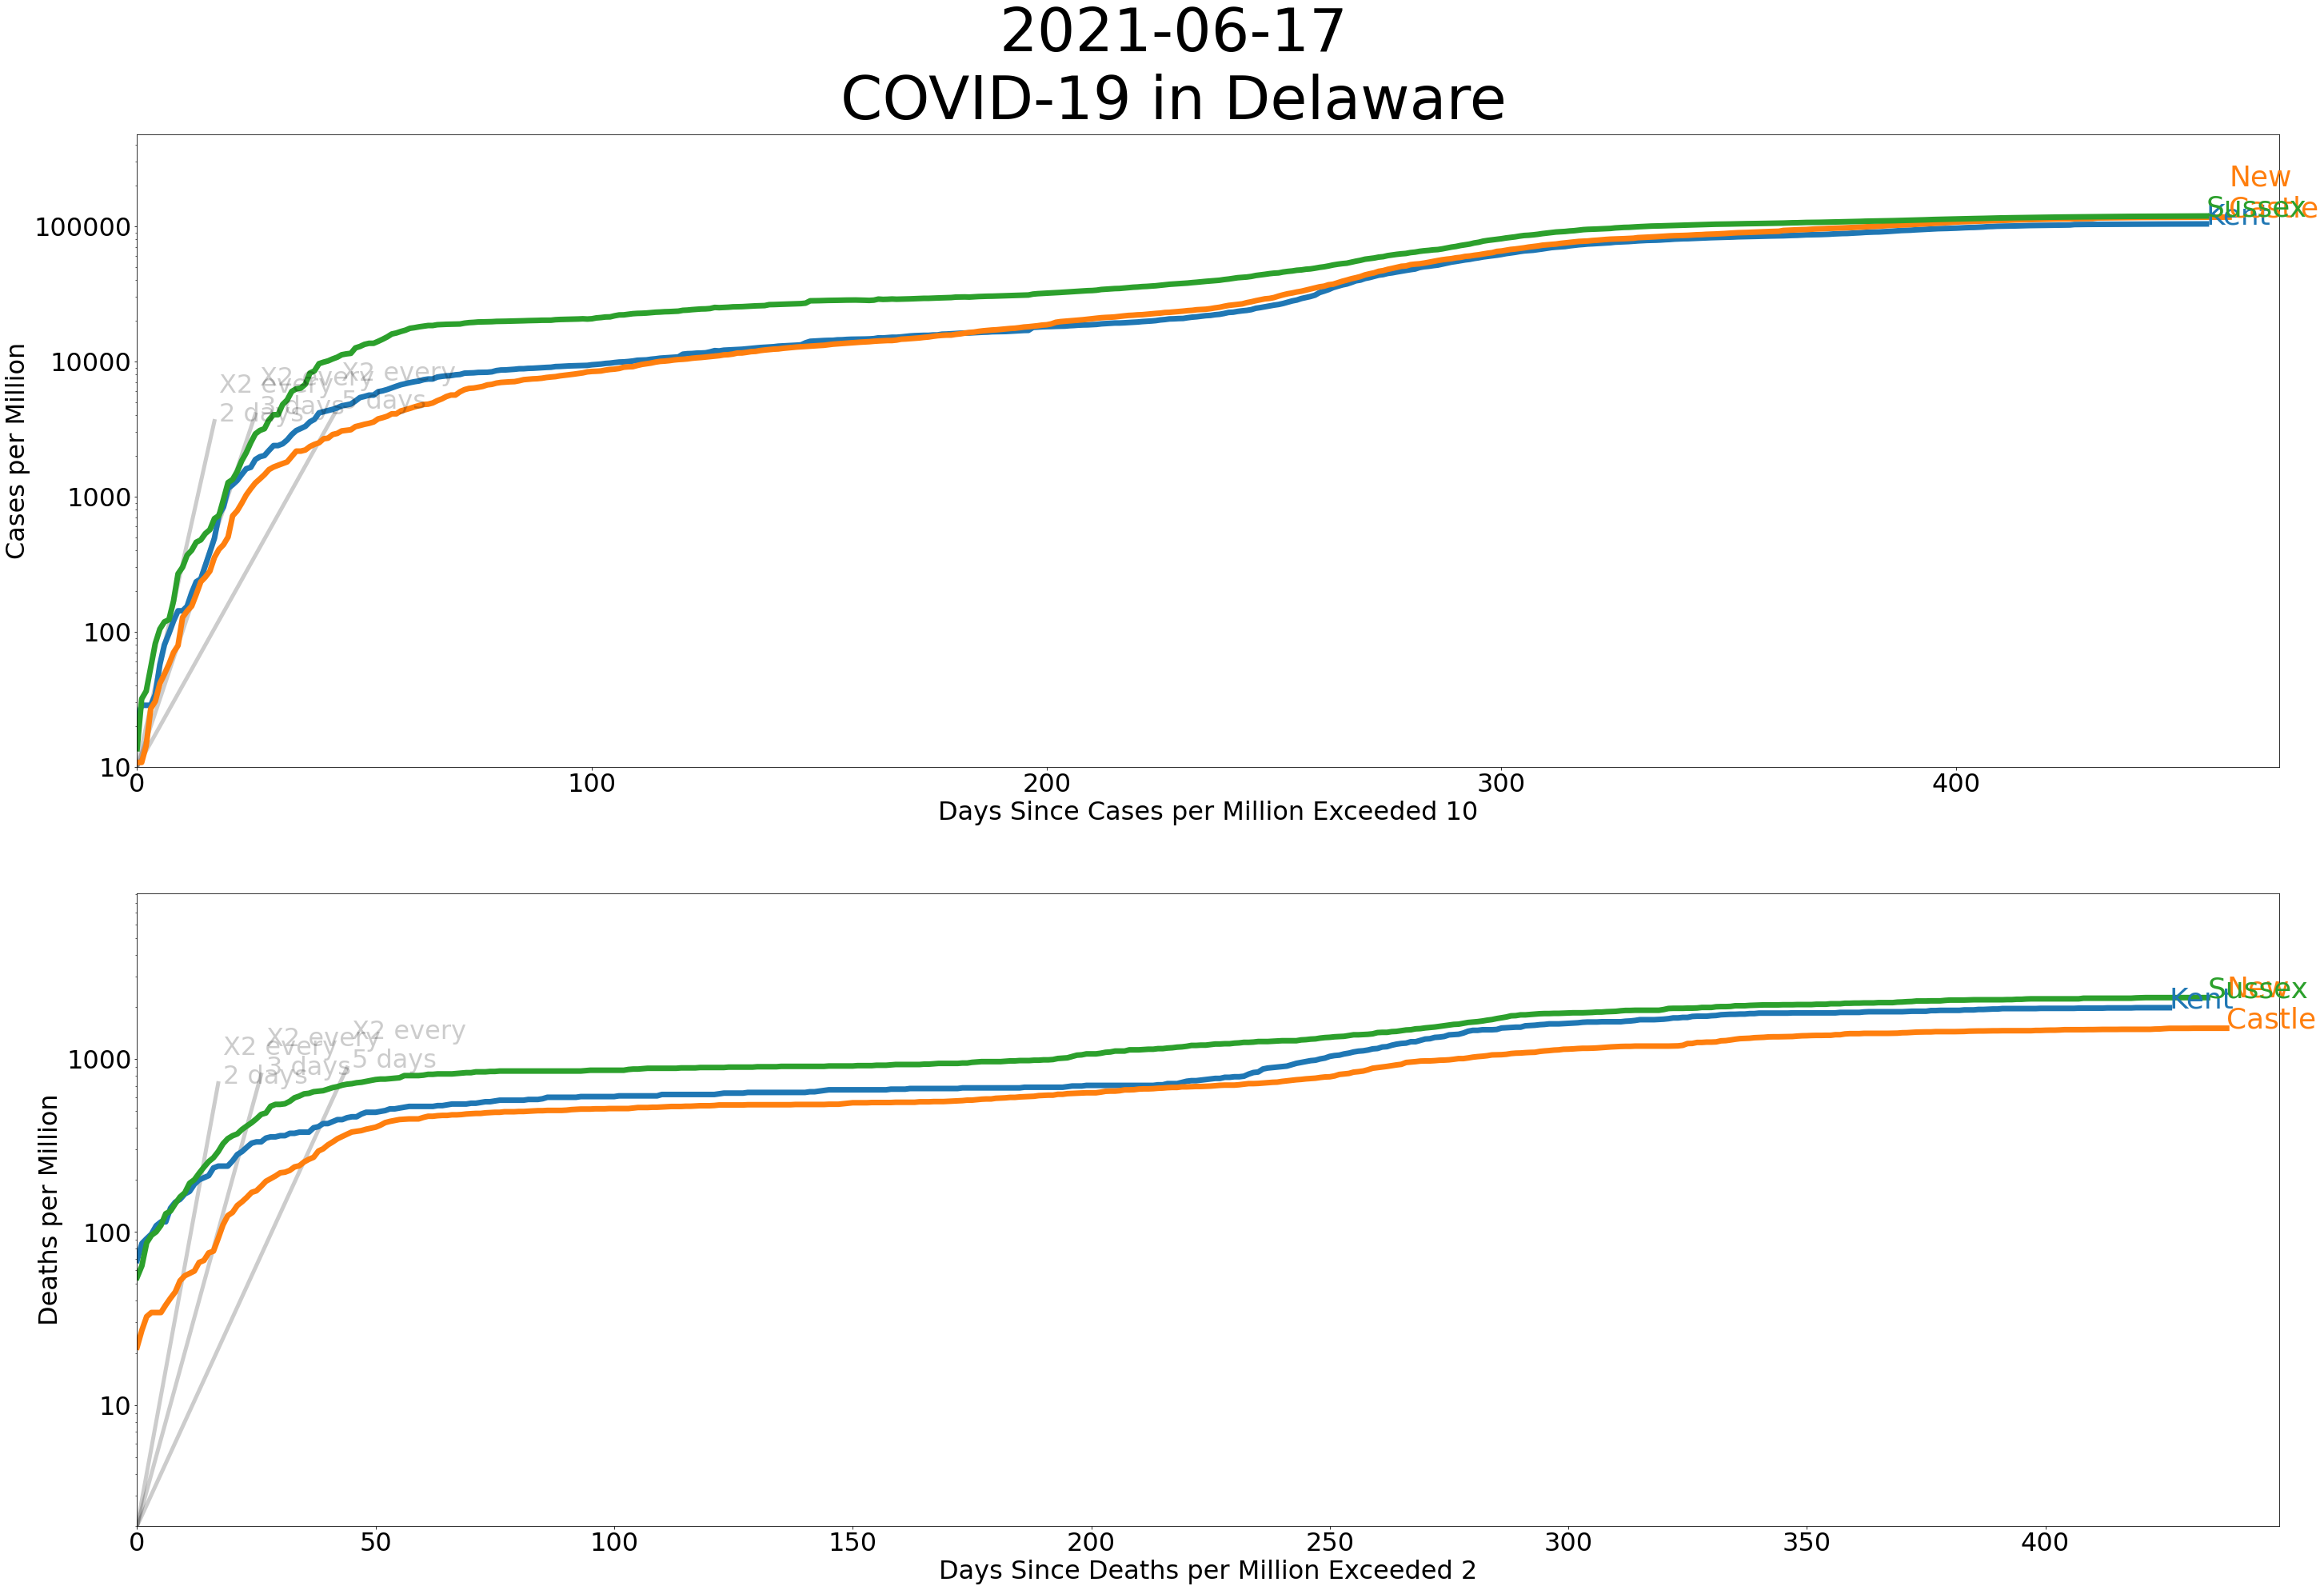 2021-06-17
COVID-19 in Delaware
Cases per Million
100000
10000
1000
100
10
X2 every
2 days
X2 every
3 days
X2 every
5 days
New
Castle
Sussex
Kent
0
100
200
300
400
Days Since Cases per Million Exceeded 10
Deaths per Million
1000
100
10
X2 every
2 days
X2 every
3 days
X2 every
5 days
New
Castle
Sussex
Kent
0
50
100
150
200
250
300
350
400
Days Since Deaths per Million Exceeded 2